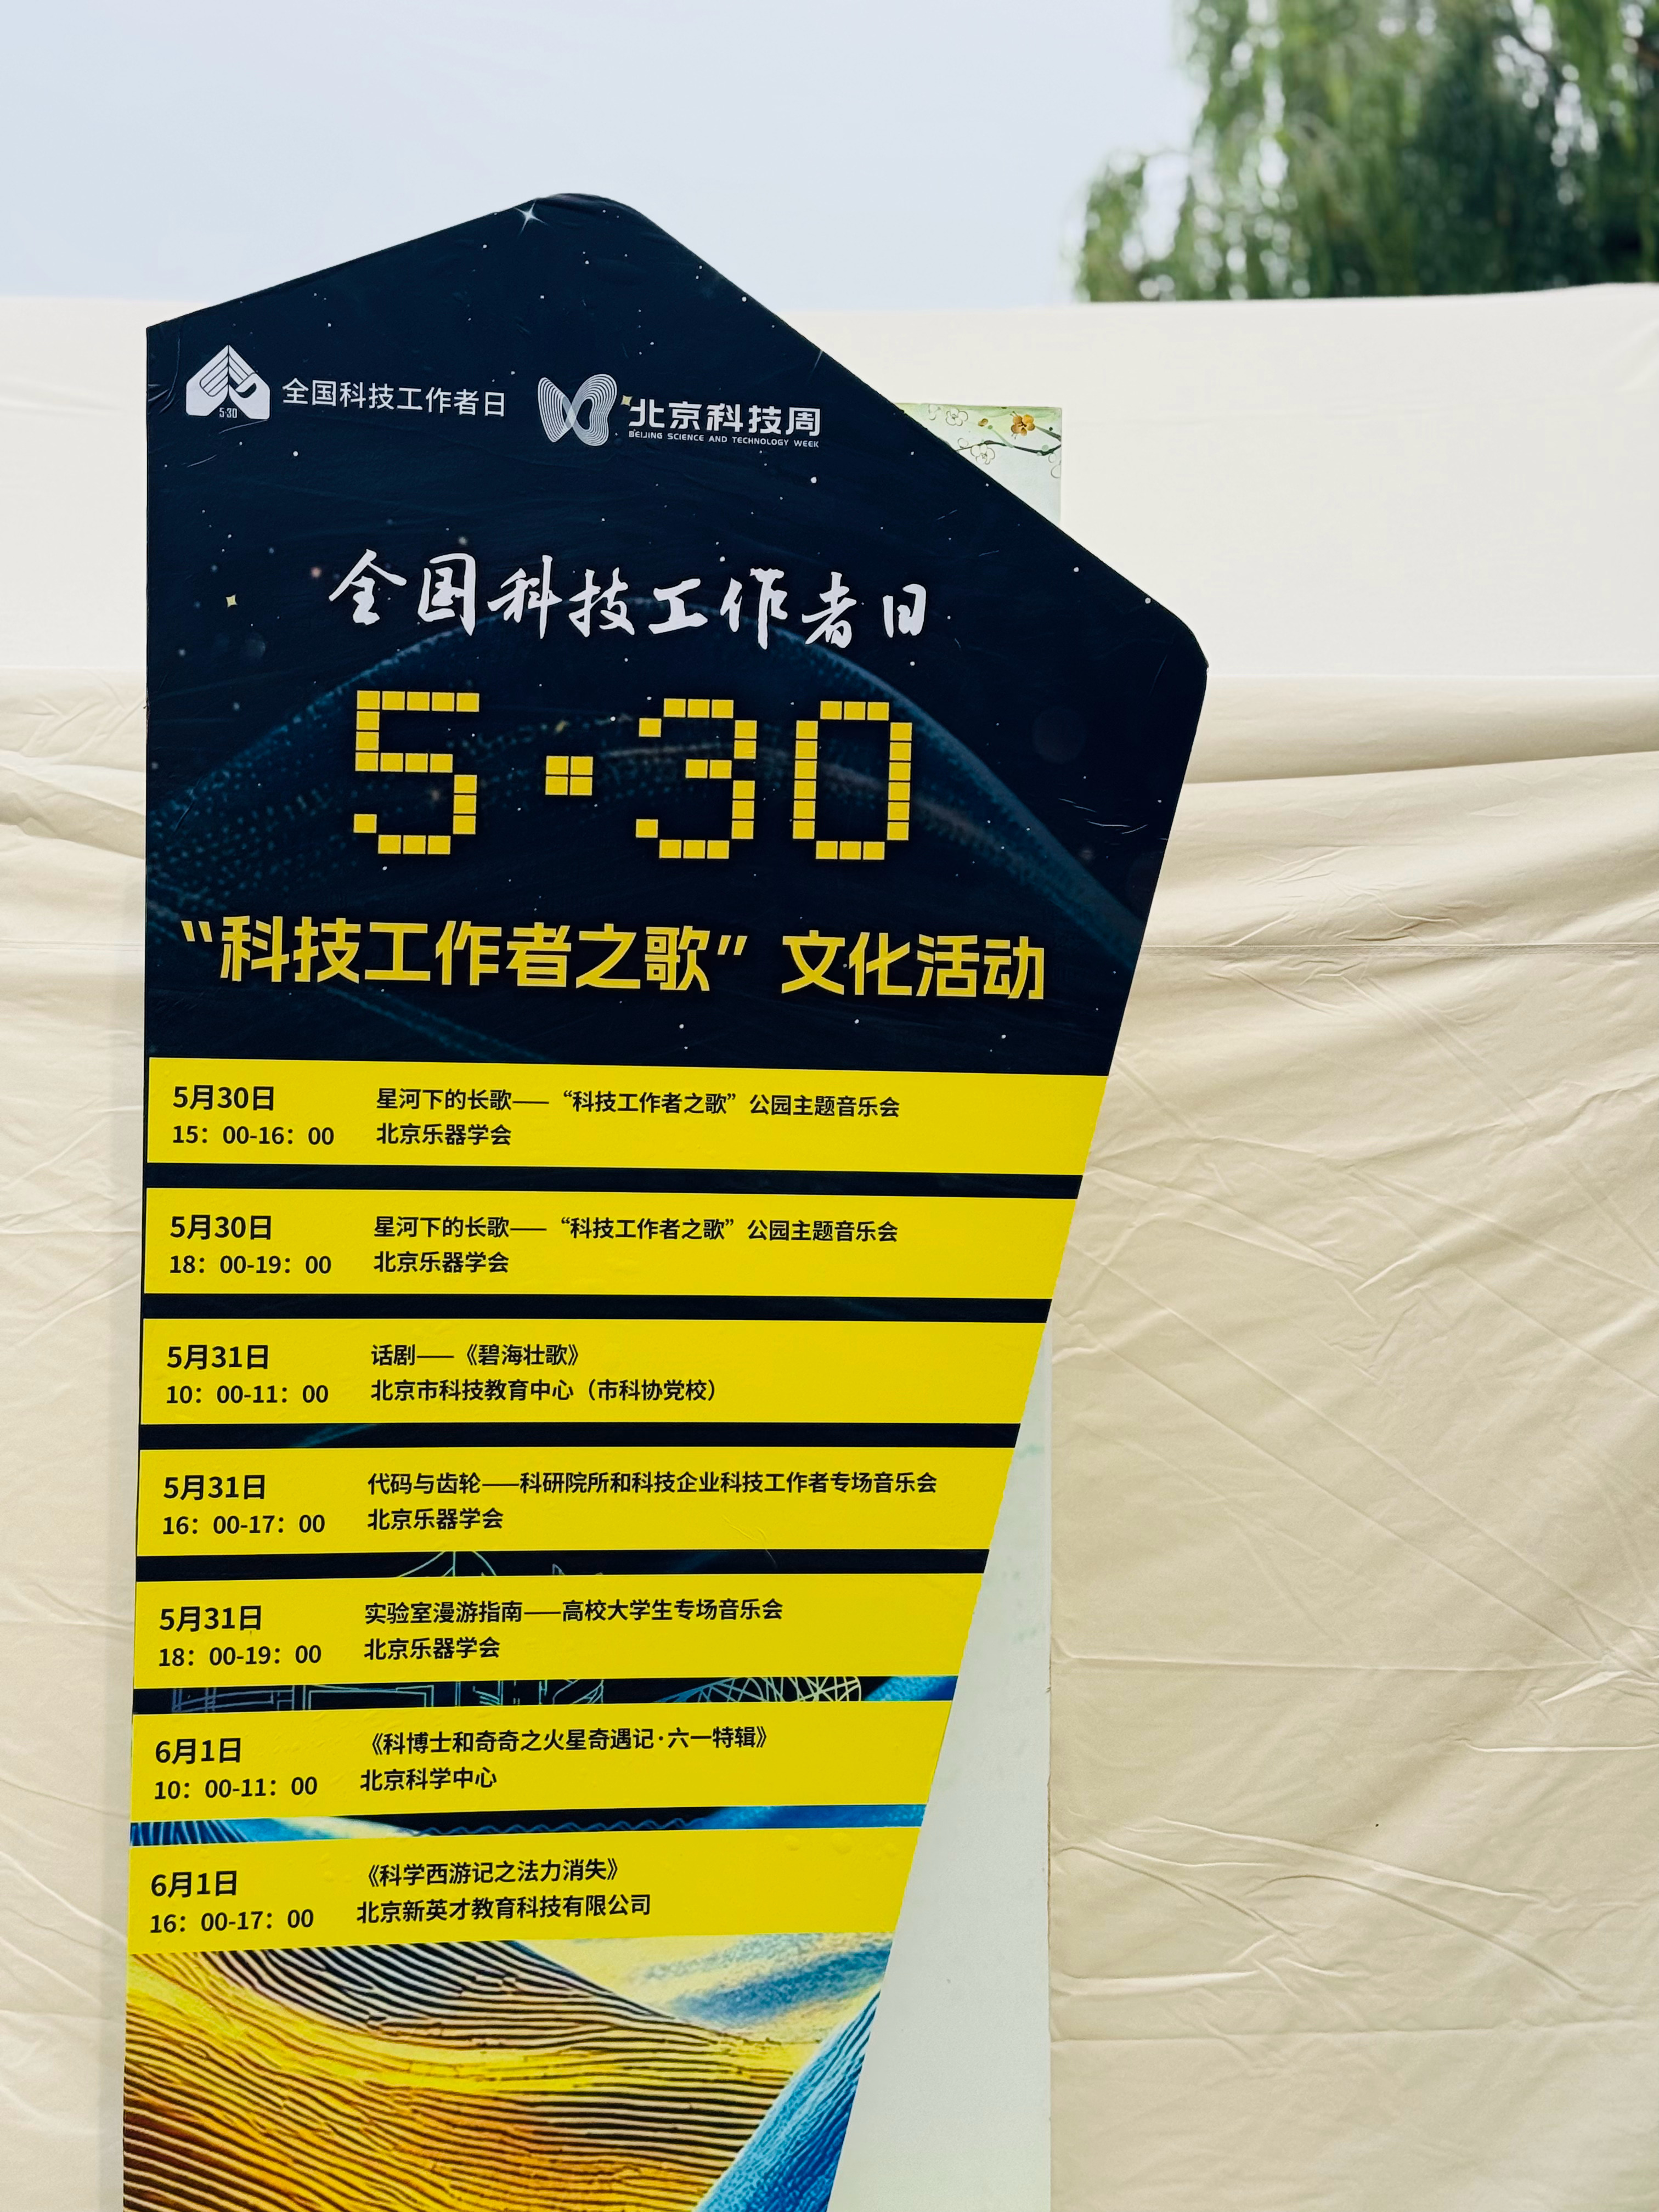 5·30
全国科技工作者日
北京科技周
BEIJING SCIENCE AND TECHNOLOGY WEEK
全国科技工作者日
5·30
“科技工作者之歌”文化活动
5月30日
15：00-16：00
星河下的长歌——“科技工作者之歌”公园主题音乐会
北京乐器学会
5月30日
18：00-19：00
星河下的长歌——“科技工作者之歌”公园主题音乐会
北京乐器学会
5月31日
10：00-11：00
话剧——《碧海壮歌》
北京市科技教育中心（市科协党校）
5月31日
16：00-17：00
代码与齿轮——科研院所和科技企业科技工作者专场音乐会
北京乐器学会
5月31日
18：00-19：00
实验室漫游指南——高校大学生专场音乐会
北京乐器学会
6月1日
10：00-11：00
《科博士和奇奇之火星奇遇记·六一特辑》
北京科学中心
6月1日
16：00-17：00
《科学西游记之法力消失》
北京新英才教育科技有限公司